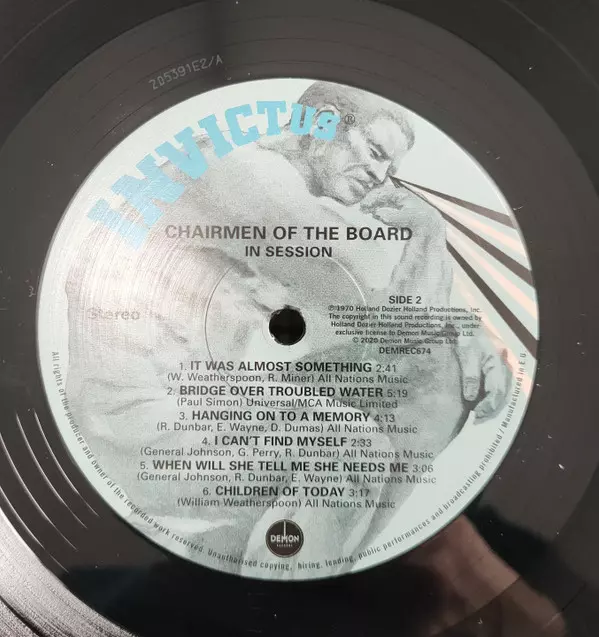 205391E2/A
INVICTUS®
CHAIRMEN OF THE BOARD
IN SESSION
Stereo
SIDE 2
℗ 1970 Holland Dozier Holland Productions, Inc.
The copyright in this sound recording is owned by
Holland Dozier Holland Productions, Inc., under
exclusive license to Demon Music Group Ltd.
© 2020 Demon Music Group Ltd.
DEMREC674
1. IT WAS ALMOST SOMETHING 2:41
(W. Weatherspoon, R. Miner) All Nations Music
2. BRIDGE OVER TROUBLED WATER 5:19
(Paul Simon) Universal/MCA Music Limited
3. HANGING ON TO A MEMORY 4:13
(R. Dunbar, E. Wayne, D. Dumas) All Nations Music
4. I CAN'T FIND MYSELF 2:33
(General Johnson, G. Perry, R. Dunbar) All Nations Music
5. WHEN WILL SHE TELL ME SHE NEEDS ME 3:06
(General Johnson, R. Dunbar, E. Wayne) All Nations Music
6. CHILDREN OF TODAY 3:17
(William Weatherspoon) All Nations Music
DEMON
RECORDS
All rights of the producer and owner of the recorded work reserved. Unauthorised copying, hiring, lending, public performances and broadcasting prohibited / Manufactured in E.U.